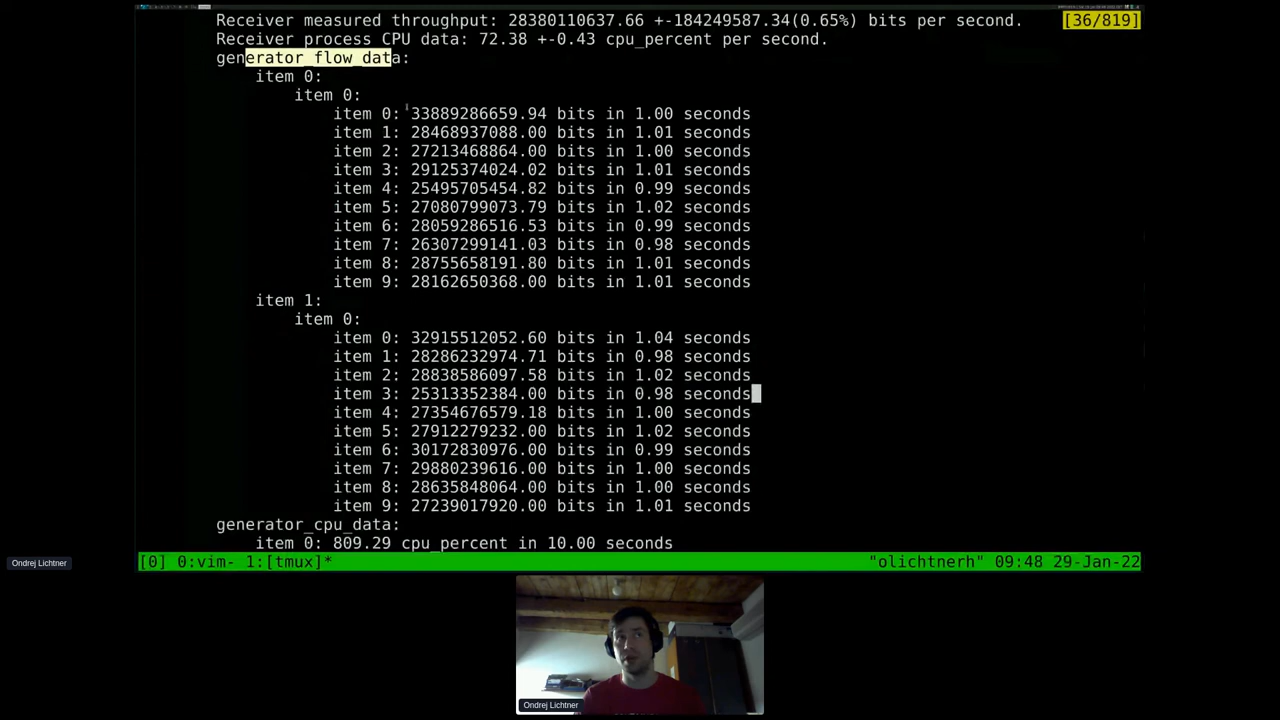 Receiver measured throughput: 28380110637.66 +-184249587.34(0.65%) bits per second. [36/819]
Receiver process CPU data: 72.38 +-0.43 cpu_percent per second.
generator_flow_data:
item 0:
item 0:
item 0: 33889286659.94 bits in 1.00 seconds
item 1: 28468937088.00 bits in 1.01 seconds
item 2: 27213468864.00 bits in 1.00 seconds
item 3: 29125374024.02 bits in 1.01 seconds
item 4: 25495705454.82 bits in 0.99 seconds
item 5: 27080799073.79 bits in 1.02 seconds
item 6: 28059286516.53 bits in 0.99 seconds
item 7: 26307299141.03 bits in 0.98 seconds
item 8: 28755658191.80 bits in 1.01 seconds
item 9: 28162650368.00 bits in 1.01 seconds
item 1:
item 0:
item 0: 32915512052.60 bits in 1.04 seconds
item 1: 28286232974.71 bits in 0.98 seconds
item 2: 28838586097.58 bits in 1.02 seconds
item 3: 25313352384.00 bits in 0.98 seconds
item 4: 27354676579.18 bits in 1.00 seconds
item 5: 27912279232.00 bits in 1.02 seconds
item 6: 30172830976.00 bits in 0.99 seconds
item 7: 29880239616.00 bits in 1.00 seconds
item 8: 28635848064.00 bits in 1.00 seconds
item 9: 27239017920.00 bits in 1.01 seconds
generator_cpu_data:
item 0: 809.29 cpu_percent in 10.00 seconds
[0] 0:vim- 1:[tmux]* "olichtnerh" 09:48 29-Jan-22
Ondrej Lichtner
Ondrej Lichtner